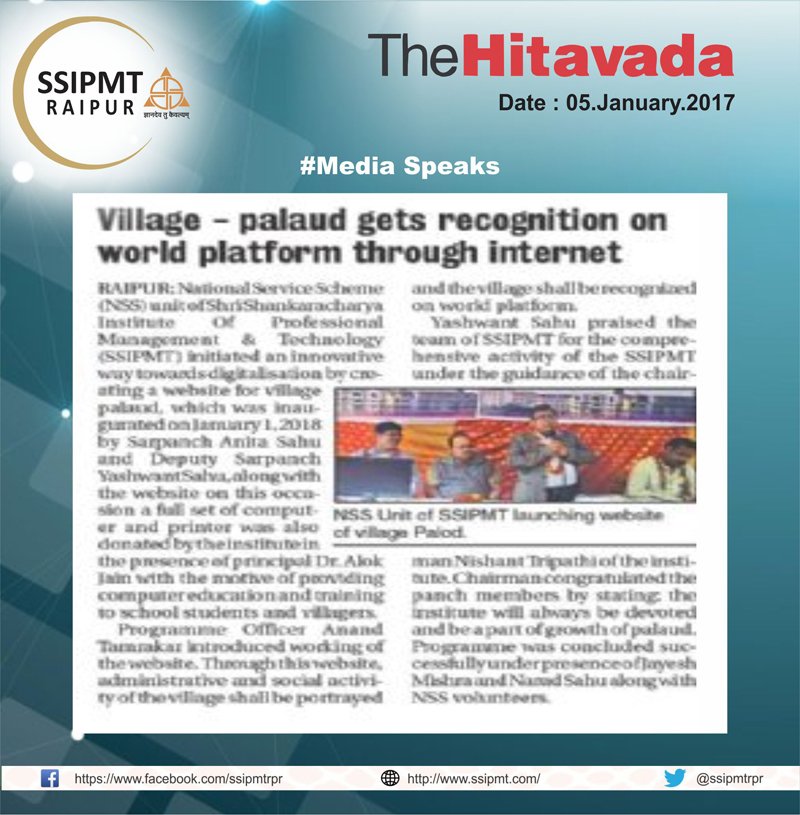 SSIPMT
RAIPUR
ज्ञानदेव तु कैवल्यम्
TheHitavada
Date : 05.January.2017
#Media Speaks
Village – palaud gets recognition on
world platform through internet
RAIPUR: National Service Scheme
(NSS) unit of Shri Shankaracharya
Institute Of Professional
Management & Technology
(SSIPMT) initiated an innovative
way towards digitalisation by cre-
ating a website for village
palaud, which was inau-
gurated on January 1, 2018
by Sarpanch Anita Sahu
and Deputy Sarpanch
Yashwant Salva, along with
the website on this occa-
sion a full set of comput-
er and printer was also
donated by the institute in
the presence of principal Dr. Alok
Jain with the motive of providing
computer education and training
to school students and villagers.
Programme Officer Anand
Tamrakar introduced working of
the website. Through this website,
administrative and social activi-
ty of the village shall be portrayed
and the village shall be recognized
on world platform.
Yashwant Sahu praised the
team of SSIPMT for the compre-
hensive activity of the SSIPMT
under the guidance of the chair-
NSS Unit of SSIPMT launching website
of village Palod.
man Nishant Tripathi of the insti-
tute. Chairman congratulated the
panch members by stating; the
institute will always be devoted
and be a part of growth of palaud.
Programme was concluded suc-
cessfully under presence of Jayesh
Mishra and Narad Sahu along with
NSS volunteers.
https://www.facebook.com/ssipmtrpr
http://www.ssipmt.com/
@ssipmtrpr